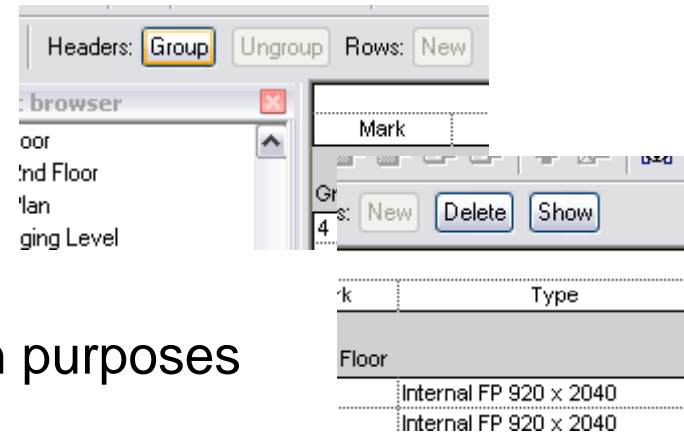 Headers: Group Ungroup Rows: New
browser
Mark
oor
2nd Floor
Plan
ging Level
Gr
4
s: New Delete Show
rk Type
Floor
Internal FP 920 x 2040
Internal FP 920 x 2040
purposes